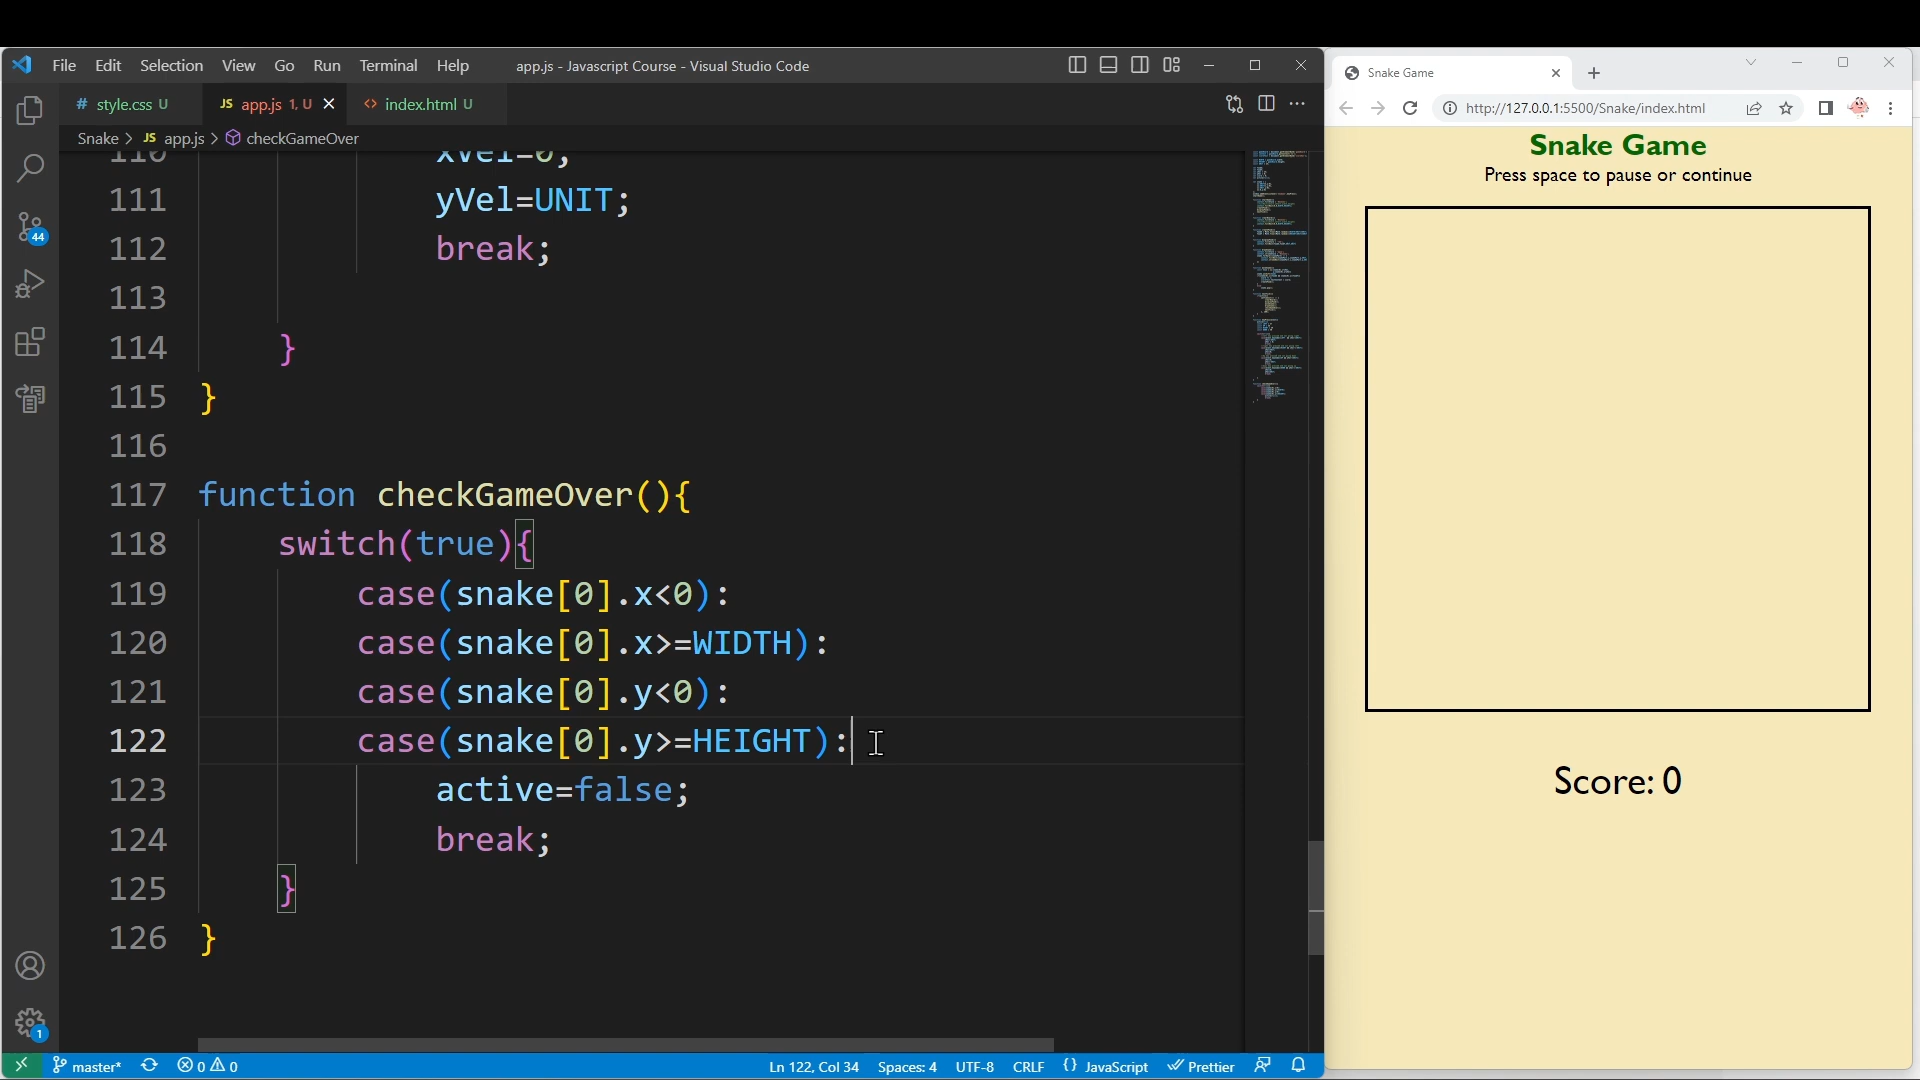 File Edit Selection View Go Run Terminal Help app.js - Javascript Course - Visual Studio Code
# style.css U JS app.js 1, U <> index.html U
Snake > JS app.js > checkGameOver
110 xVel=0;
111 yVel=UNIT;
112 break;
113
114 }
115 }
116
117 function checkGameOver(){
118 switch(true){
119 case(snake[0].x<0):
120 case(snake[0].x>=WIDTH):
121 case(snake[0].y<0):
122 case(snake[0].y>=HEIGHT):
123 active=false;
124 break;
125 }
126 }
44
1
master* 0 0 Ln 122, Col 34 Spaces: 4 UTF-8 CRLF {} JavaScript Prettier
Snake Game
http://127.0.0.1:5500/Snake/index.html
Snake Game
Press space to pause or continue
Score: 0